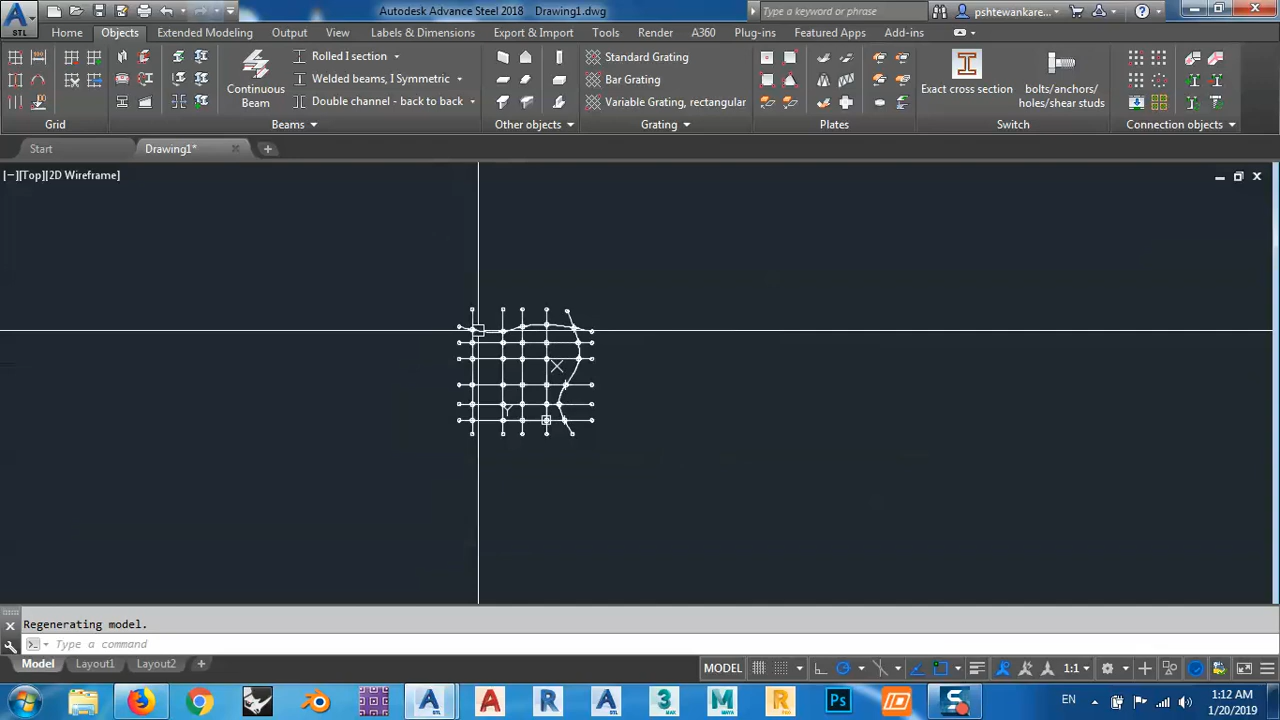 Autodesk Advance Steel 2018 Drawing1.dwg
Type a keyword or phrase
pshtewankare...
STL
Home Objects Extended Modeling Output View Labels & Dimensions Export & Import Tools Render A360 Plug-ins Featured Apps Add-ins
Rolled I section
Welded beams, I Symmetric
Double channel - back to back
Continuous
Beam
Standard Grating
Bar Grating
Variable Grating, rectangular
Exact cross section
bolts/anchors/
holes/shear studs
Grid Beams Other objects Grating Plates Switch Connection objects
Start Drawing1*
[−][Top][2D Wireframe]
Y
Regenerating model.
Type a command
Model Layout1 Layout2
MODEL 1:1
EN
1:12 AM
1/20/2019